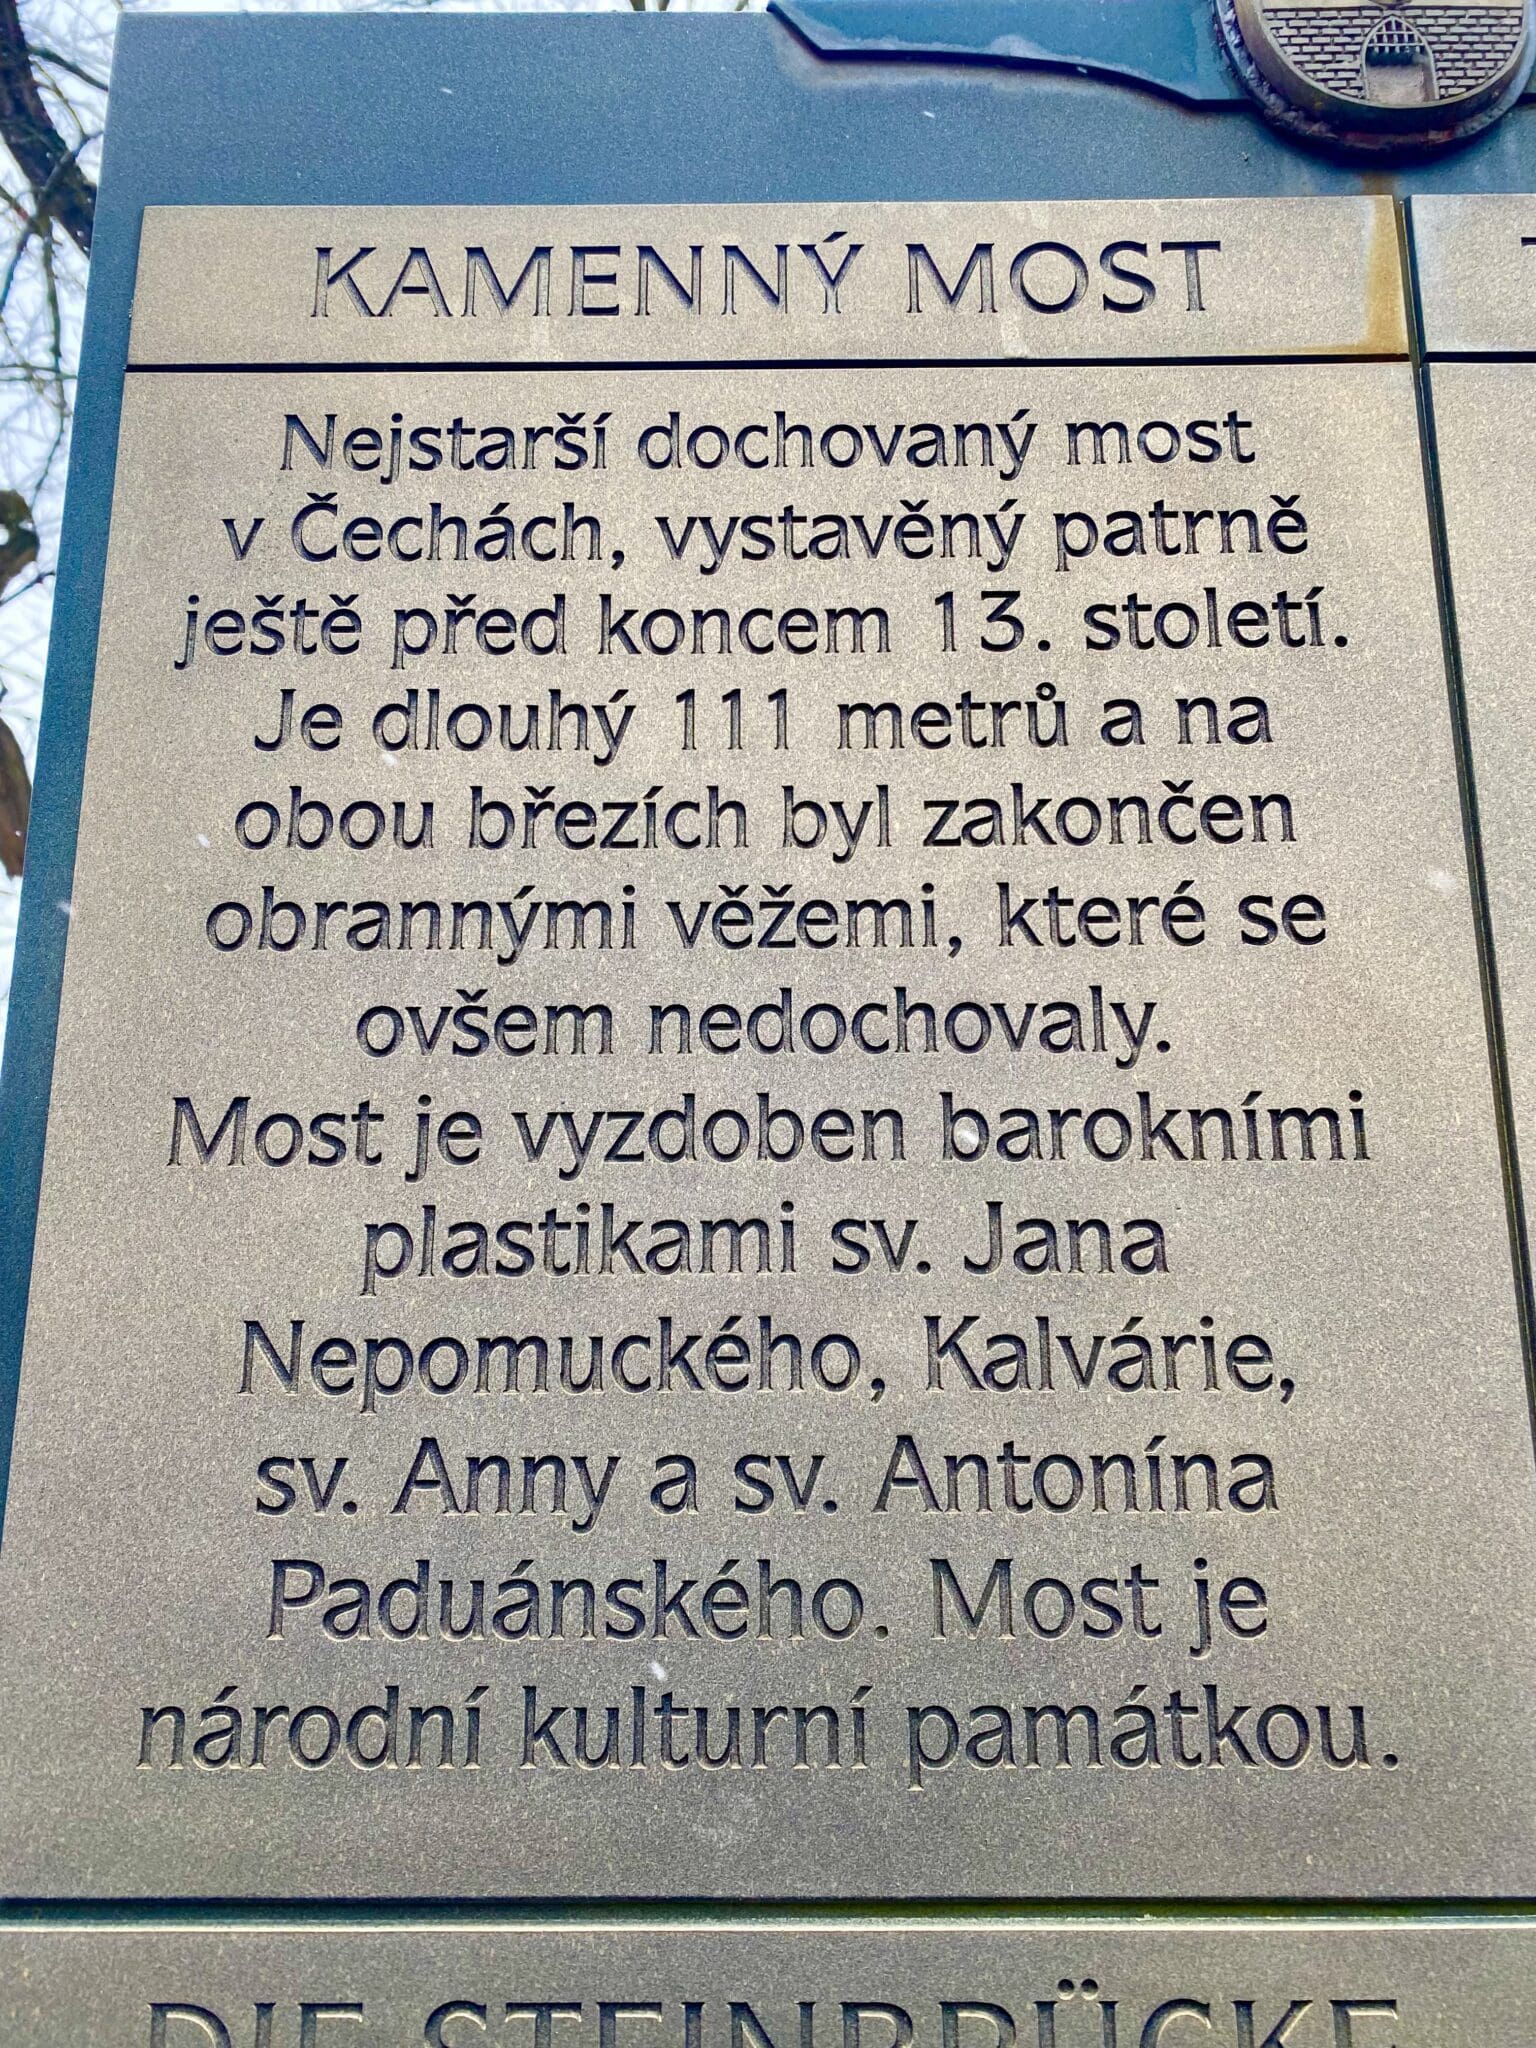 KAMENNÝ MOST
Nejstarší dochovaný most
v Čechách, vystavěný patrně
ještě před koncem 13. století.
Je dlouhý 111 metrů a na
obou březích byl zakončen
obrannými věžemi, které se
ovšem nedochovaly.
Most je vyzdoben barokními
plastikami sv. Jana
Nepomuckého, Kalvárie,
sv. Anny a sv. Antonína
Paduánského. Most je
národní kulturní památkou.
DIE STEINBRÜCKE